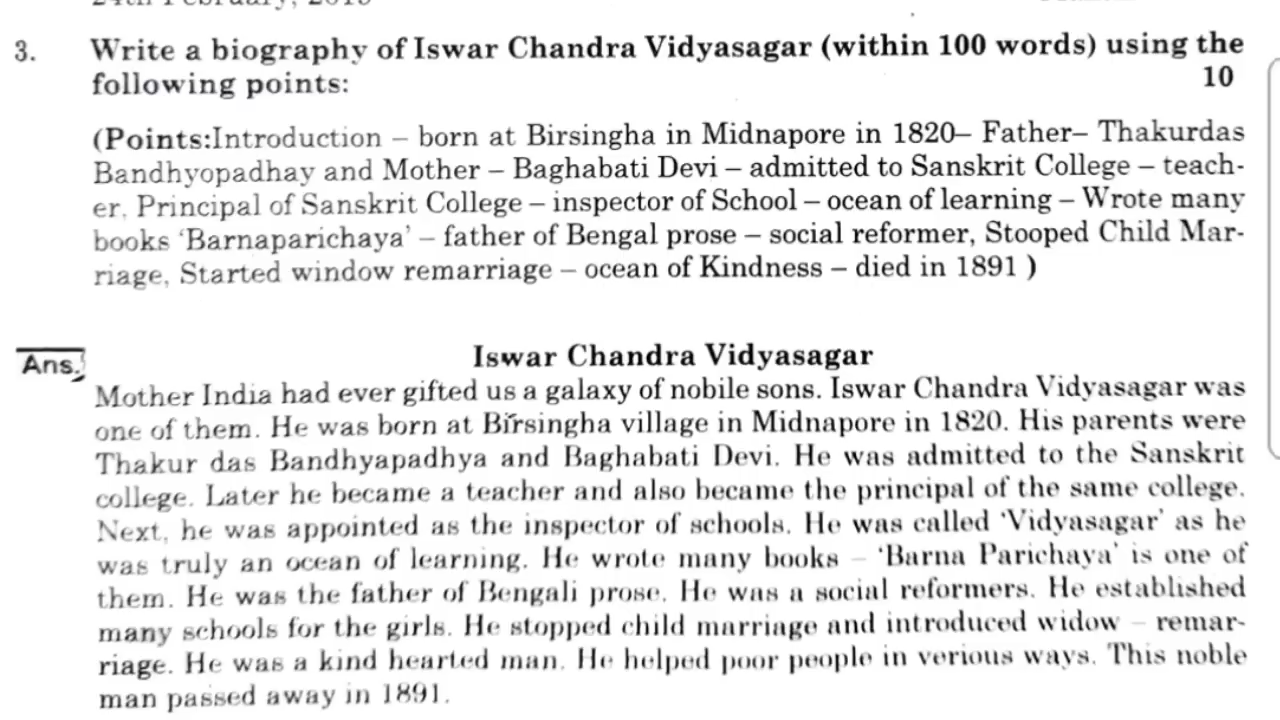 24th February, 2019
3. Write a biography of Iswar Chandra Vidyasagar (within 100 words) using the
following points: 10
(Points:Introduction – born at Birsingha in Midnapore in 1820– Father– Thakurdas
Bandhyopadhay and Mother – Baghabati Devi – admitted to Sanskrit College – teach-
er, Principal of Sanskrit College – inspector of School – ocean of learning – Wrote many
books ‘Barnaparichaya’ – father of Bengal prose – social reformer, Stooped Child Mar-
riage, Started window remarriage – ocean of Kindness – died in 1891 )
Ans. Iswar Chandra Vidyasagar
Mother India had ever gifted us a galaxy of nobile sons. Iswar Chandra Vidyasagar was
one of them. He was born at Birsingha village in Midnapore in 1820. His parents were
Thakur das Bandhyapadhya and Baghabati Devi. He was admitted to the Sanskrit
college. Later he became a teacher and also became the principal of the same college.
Next, he was appointed as the inspector of schools. He was called ‘Vidyasagar’ as he
was truly an ocean of learning. He wrote many books – ‘Barna Parichaya’ is one of
them. He was the father of Bengali prose. He was a social reformers. He established
many schools for the girls. He stopped child marriage and introduced widow – remar-
riage. He was a kind hearted man. He helped poor people in verious ways. This noble
man passed away in 1891.